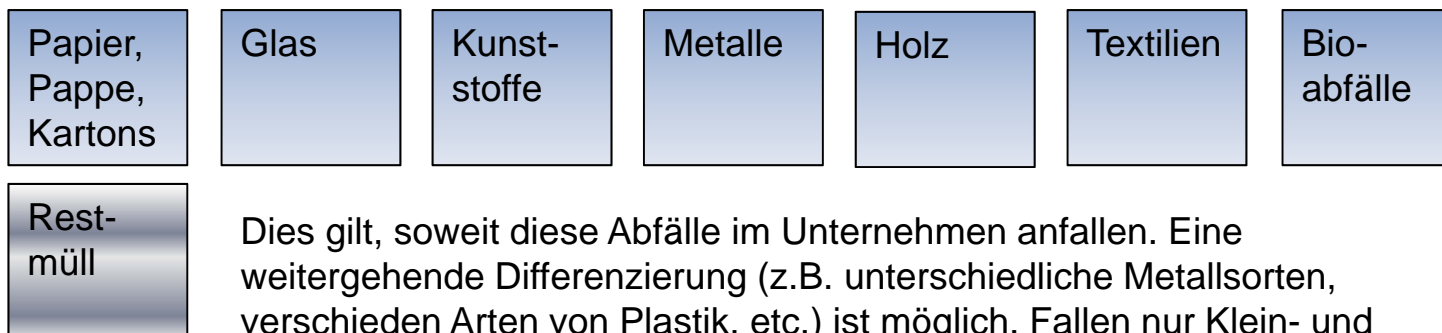 Papier,
Pappe,
Kartons
Glas
Kunst-
stoffe
Metalle
Holz
Textilien
Bio-
abfälle
Rest-
müll
Dies gilt, soweit diese Abfälle im Unternehmen anfallen. Eine
weitergehende Differenzierung (z.B. unterschiedliche Metallsorten,
verschieden Arten von Plastik, etc.) ist möglich. Fallen nur Klein- und